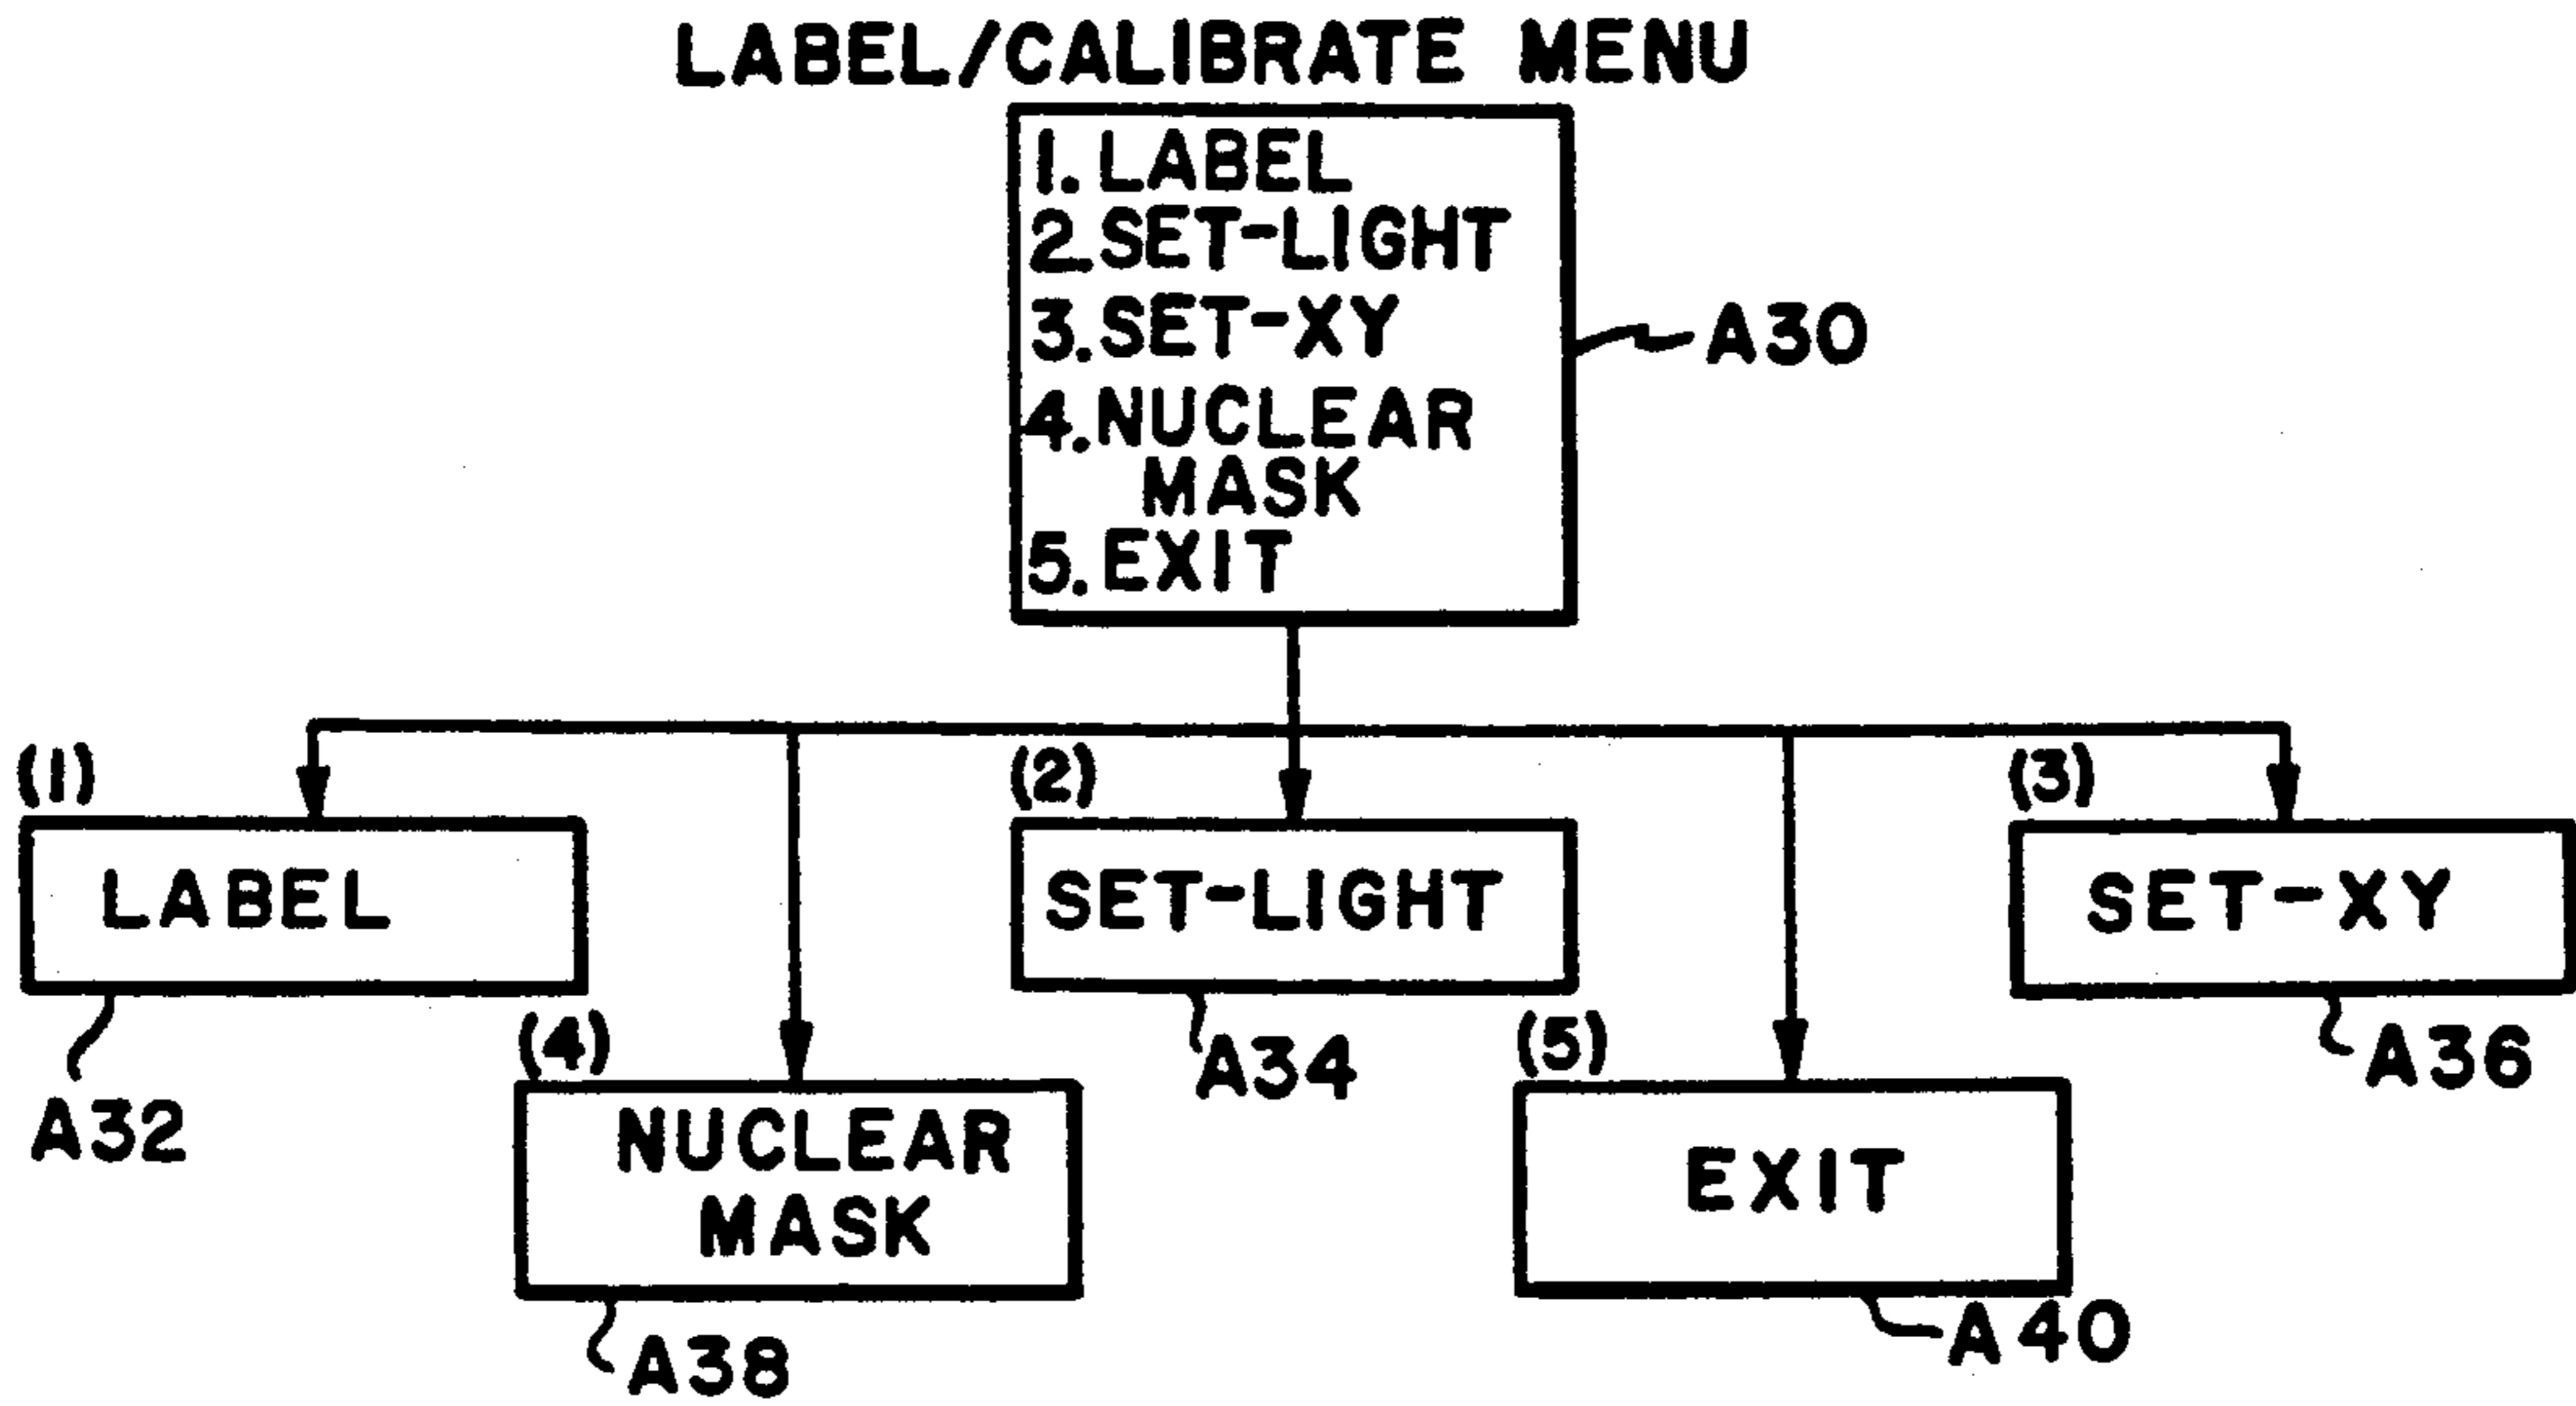 LABEL/CALIBRATE MENU
1. LABEL
2. SET-LIGHT
3. SET-XY
4. NUCLEAR
MASK
5. EXIT
A30
(1)
LABEL
A32
(2)
SET-LIGHT
A34
(3)
SET-XY
A36
(4)
NUCLEAR
MASK
A38
(5)
EXIT
A40